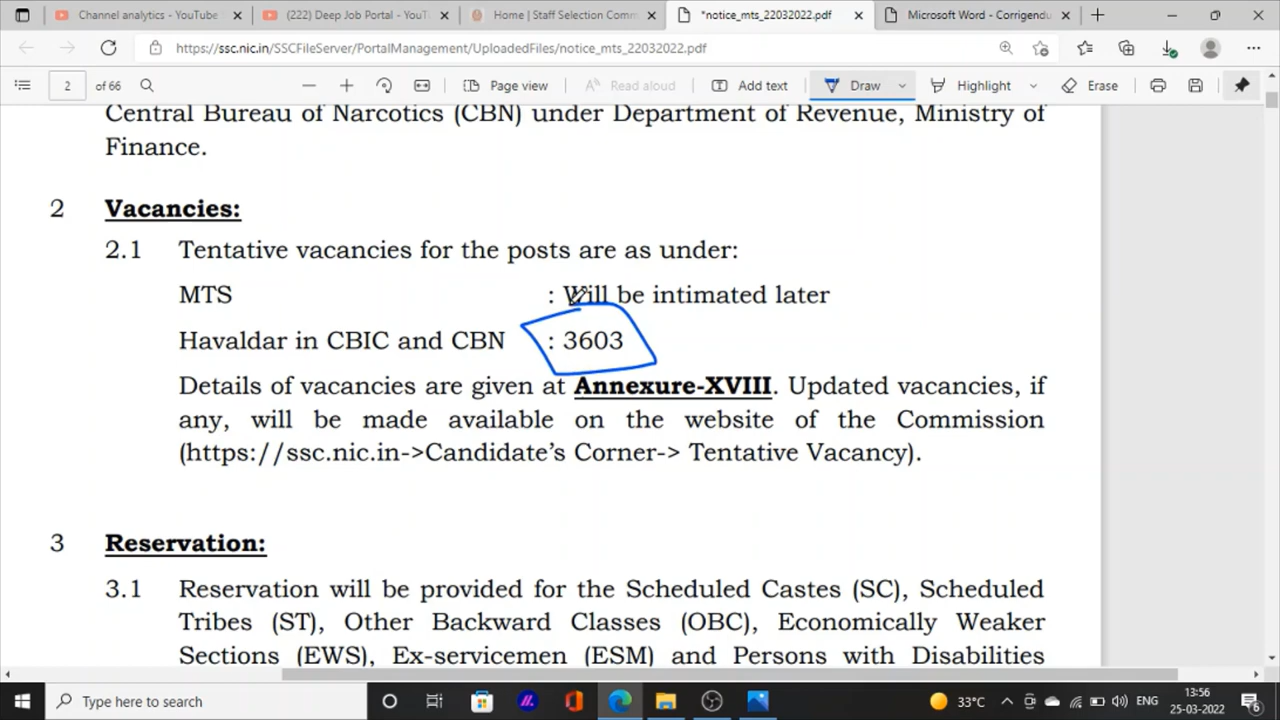 Channel analytics - YouTube
(222) Deep Job Portal - YouT
Home | Staff Selection Comm
*notice_mts_22032022.pdf
Microsoft Word - Corrigendu
https://ssc.nic.in/SSCFileServer/PortalManagement/UploadedFiles/notice_mts_22032022.pdf
2 of 66
Page view
Read aloud
Add text
Draw
Highlight
Erase
Central Bureau of Narcotics (CBN) under Department of Revenue, Ministry of
Finance.
2 Vacancies:
2.1 Tentative vacancies for the posts are as under:
MTS : Will be intimated later
Havaldar in CBIC and CBN : 3603
Details of vacancies are given at Annexure-XVIII. Updated vacancies, if
any, will be made available on the website of the Commission
(https://ssc.nic.in->Candidate's Corner-> Tentative Vacancy).
3 Reservation:
3.1 Reservation will be provided for the Scheduled Castes (SC), Scheduled
Tribes (ST), Other Backward Classes (OBC), Economically Weaker
Sections (EWS), Ex-servicemen (ESM) and Persons with Disabilities
Type here to search
33°C
ENG
13:56
25-03-2022
6